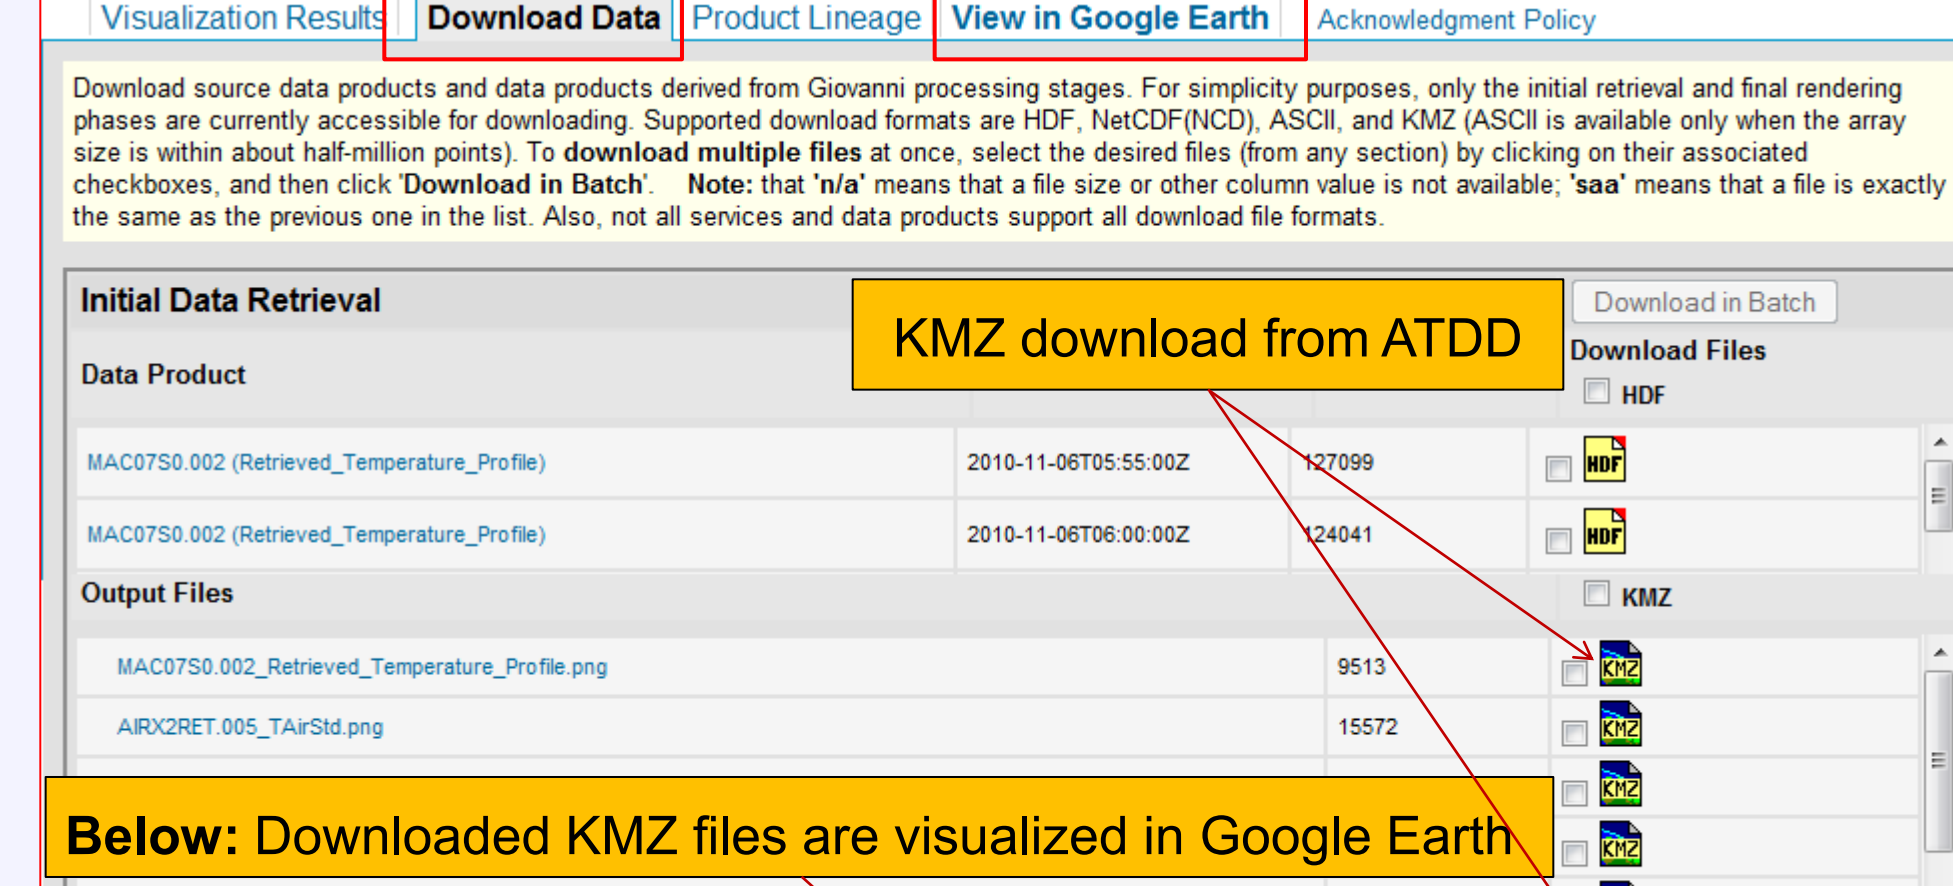 Visualization Results Download Data Product Lineage View in Google Earth Acknowledgment Policy
Download source data products and data products derived from Giovanni processing stages. For simplicity purposes, only the initial retrieval and final rendering
phases are currently accessible for downloading. Supported download formats are HDF, NetCDF(NCD), ASCII, and KMZ (ASCII is available only when the array
size is within about half-million points). To download multiple files at once, select the desired files (from any section) by clicking on their associated
checkboxes, and then click 'Download in Batch'. Note: that 'n/a' means that a file size or other column value is not available; 'saa' means that a file is exactly
the same as the previous one in the list. Also, not all services and data products support all download file formats.
Initial Data Retrieval
KMZ download from ATDD
Download in Batch
Data Product
Download Files
HDF
MAC07S0.002 (Retrieved_Temperature_Profile) 2010-11-06T05:55:00Z 127099 HDF
MAC07S0.002 (Retrieved_Temperature_Profile) 2010-11-06T06:00:00Z 124041 HDF
Output Files KMZ
MAC07S0.002_Retrieved_Temperature_Profile.png 9513 KMZ
AIRX2RET.005_TAirStd.png 15572 KMZ
KMZ
Below: Downloaded KMZ files are visualized in Google Earth
KMZ